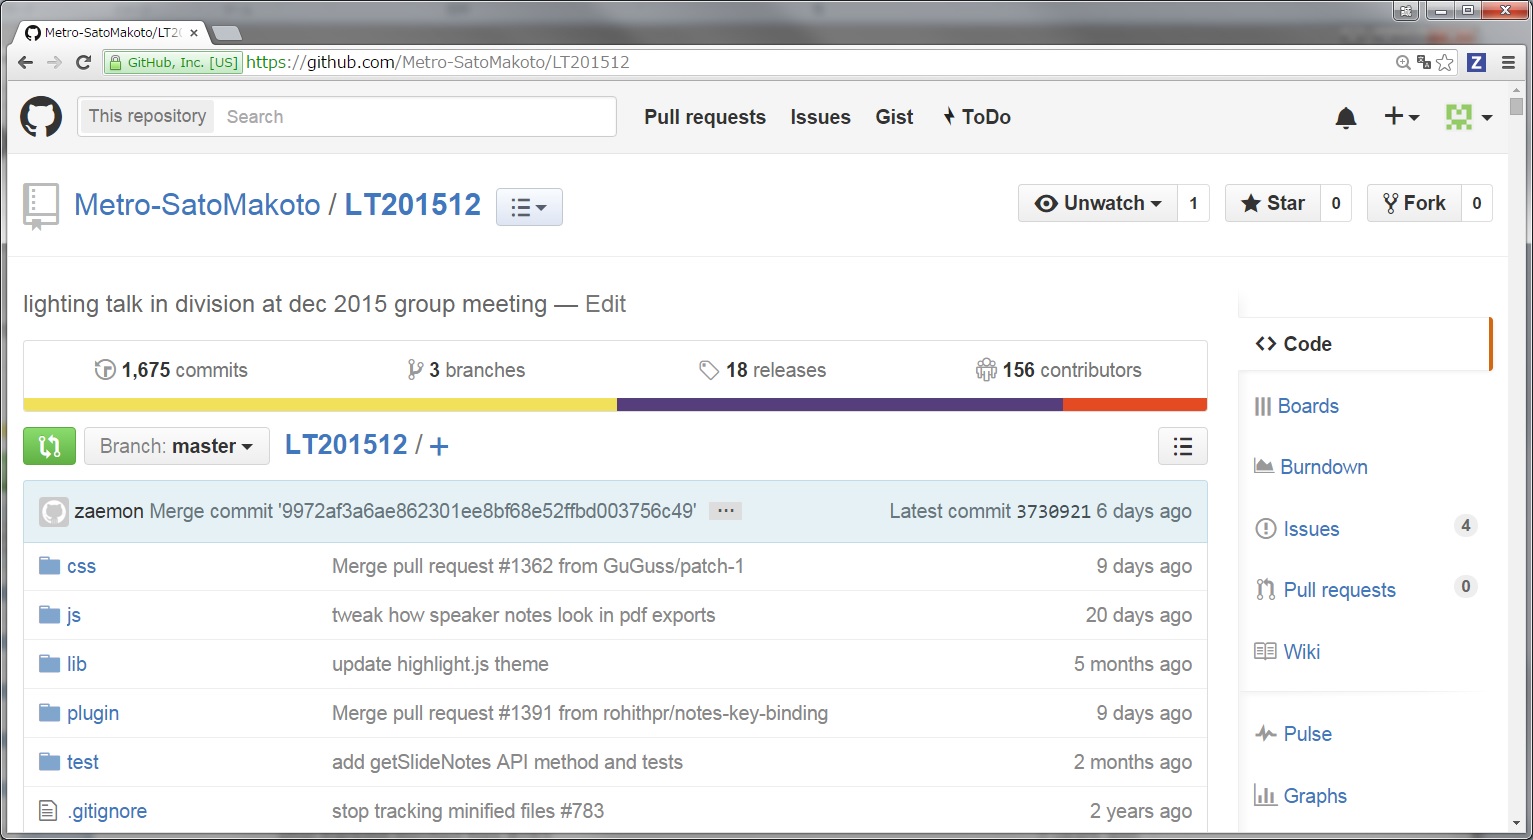 Metro-SatoMakoto/LT20
GitHub, Inc. [US] https://github.com/Metro-SatoMakoto/LT201512
Z
This repository Search Pull requests Issues Gist ToDo
Metro-SatoMakoto / LT201512 Unwatch 1 Star 0 Fork 0
lighting talk in division at dec 2015 group meeting — Edit
1,675 commits 3 branches 18 releases 156 contributors
Branch: master LT201512 / +
zaemon Merge commit '9972af3a6ae862301ee8bf68e52ffbd003756c49' ... Latest commit 3730921 6 days ago
css Merge pull request #1362 from GuGuss/patch-1 9 days ago
js tweak how speaker notes look in pdf exports 20 days ago
lib update highlight.js theme 5 months ago
plugin Merge pull request #1391 from rohithpr/notes-key-binding 9 days ago
test add getSlideNotes API method and tests 2 months ago
.gitignore stop tracking minified files #783 2 years ago
Code
Boards
Burndown
Issues 4
Pull requests 0
Wiki
Pulse
Graphs